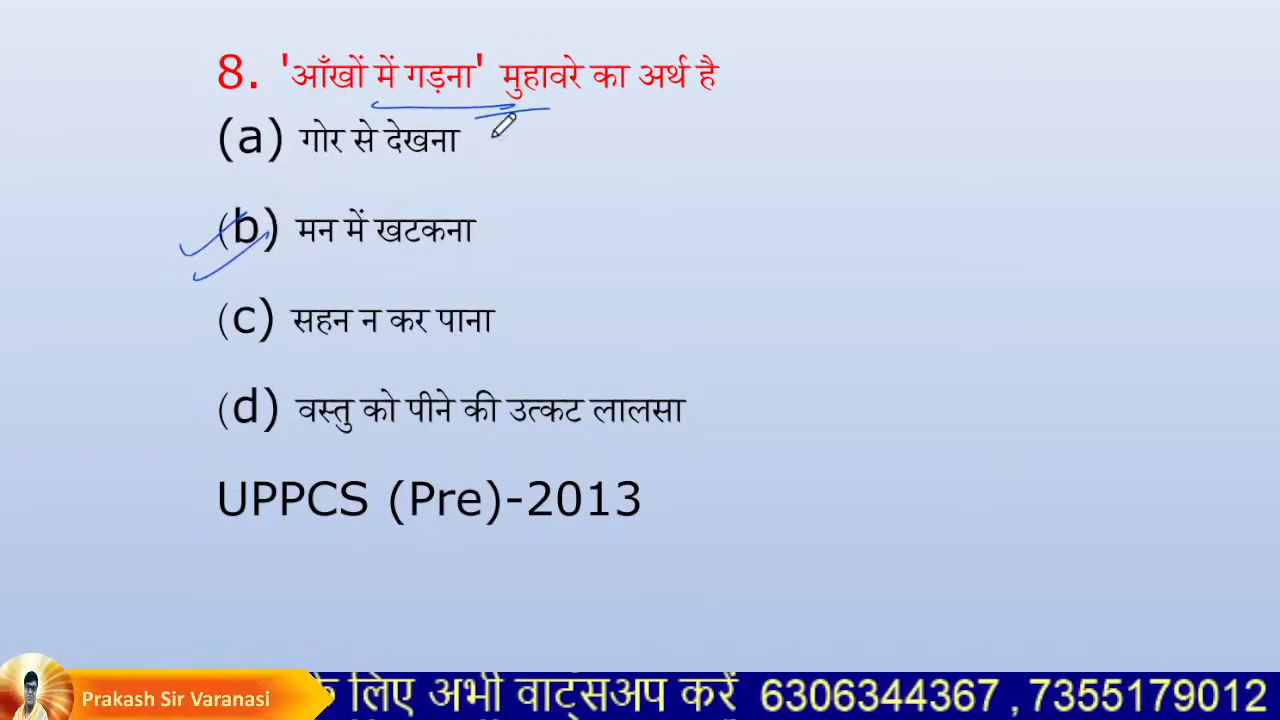 8. 'आँखों में गड़ना' मुहावरे का अर्थ है
(a) गोर से देखना
(b) मन में खटकना
(c) सहन न कर पाना
(d) वस्तु को पीने की उत्कट लालसा
UPPCS (Pre)-2013
Prakash Sir Varanasi
के लिए अभी वाट्सअप करें 6306344367 , 7355179012